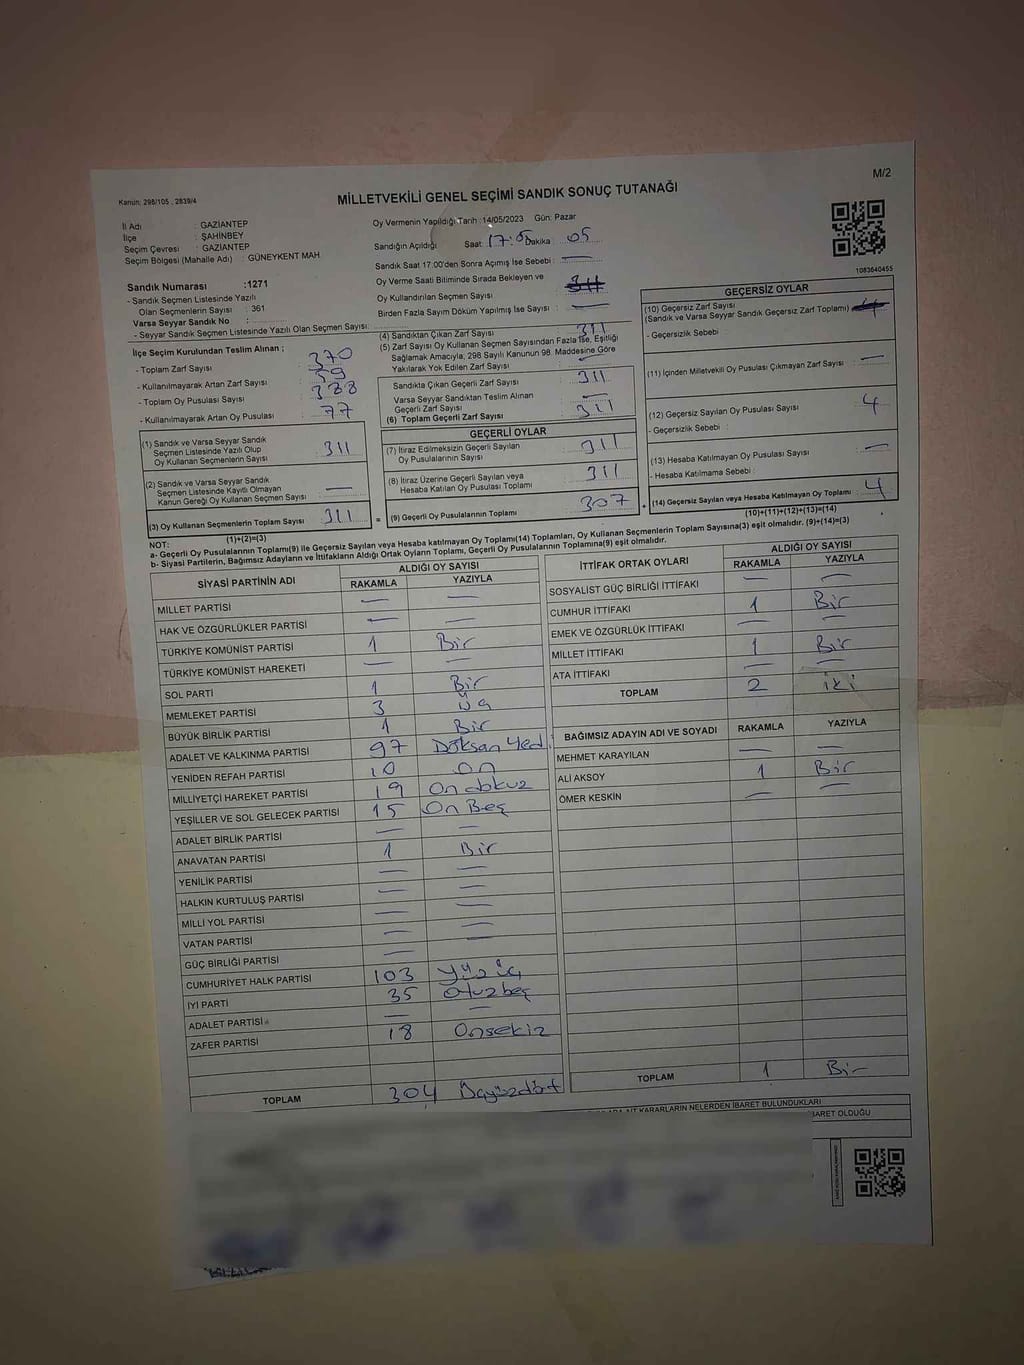 M/2
Kanun: 298/105 , 2839/4
MİLLETVEKİLİ GENEL SEÇİMİ SANDIK SONUÇ TUTANAĞI
İl Adı : GAZİANTEP
İlçe : ŞAHİNBEY
Seçim Çevresi : GAZİANTEP
Seçim Bölgesi (Mahalle Adı) : GÜNEYKENT MAH.
Oy Vermenin Yapıldığı Tarih : 14/05/2023 Gün: Pazar
Sandığın Açıldığı Saat: 17:05 Dakika : 05
Sandık Saat 17.00'den Sonra Açımış İse Sebebi : —
Oy Verme Saati Bitiminde Sırada Bekleyen ve
Oy Kullandırılan Seçmen Sayısı
Birden Fazla Sayım Döküm Yapılmış İse Sayısı : —
1083640455
Sandık Numarası :1271
- Sandık Seçmen Listesinde Yazılı
Olan Seçmenlerin Sayısı : 361
Varsa Seyyar Sandık No :
- Seyyar Sandık Seçmen Listesinde Yazılı Olan Seçmen Sayısı:
İlçe Seçim Kurulundan Teslim Alınan ;
- Toplam Zarf Sayısı : 370
- Kullanılmayarak Artan Zarf Sayısı : 59
- Toplam Oy Pusulası Sayısı : 388
- Kullanılmayarak Artan Oy Pusulası : 77
(1) Sandık ve Varsa Seyyar Sandık
Seçmen Listesinde Yazılı Olup
Oy Kullanan Seçmenlerin Sayısı : 311
(2) Sandık ve Varsa Seyyar Sandık
Seçmen Listesinde Kayıtlı Olmayan
Kanun Gereği Oy Kullanan Seçmen Sayısı : —
(3) Oy Kullanan Seçmenlerin Toplam Sayısı : 311
(1)+(2)=(3)
(4) Sandıktan Çıkan Zarf Sayısı : 311
(5) Zarf Sayısı Oy Kullanan Seçmen Sayısından Fazla İse, Eşitliği
Sağlamak Amacıyla, 298 Sayılı Kanunun 98. Maddesine Göre
Yakılarak Yok Edilen Zarf Sayısı : —
Sandıkta Çıkan Geçerli Zarf Sayısı : 311
Varsa Seyyar Sandıktan Teslim Alınan
Geçerli Zarf Sayısı : —
(6) Toplam Geçerli Zarf Sayısı : 311
GEÇERLİ OYLAR
(7) İtiraz Edilmeksizin Geçerli Sayılan
Oy Pusulalarının Sayısı : 311
(8) İtiraz Üzerine Geçerli Sayılan veya
Hesaba Katılan Oy Pusulası Toplamı : 311
= (9) Geçerli Oy Pusulalarının Toplamı : 307
GEÇERSİZ OYLAR
(10) Geçersiz Zarf Sayısı
(Sandık ve Varsa Seyyar Sandık Geçersiz Zarf Toplamı)
- Geçersizlik Sebebi :
(11) İçinden Milletvekili Oy Pusulası Çıkmayan Zarf Sayısı : —
(12) Geçersiz Sayılan Oy Pusulası Sayısı : 4
- Geçersizlik Sebebi :
(13) Hesaba Katılmayan Oy Pusulası Sayısı : —
- Hesaba Katılmama Sebebi :
+ (14) Geçersiz Sayılan veya Hesaba Katılmayan Oy Toplamı : 4
(10)+(11)+(12)+(13)=(14)
NOT:
a- Geçerli Oy Pusulalarının Toplamı(9) ile Geçersiz Sayılan veya Hesaba katılmayan Oy Toplamı(14) Toplamları, Oy Kullanan Seçmenlerin Toplam Sayısına(3) eşit olmalıdır. (9)+(14)=(3)
b- Siyasi Partilerin, Bağımsız Adayların ve İttifakların Aldığı Ortak Oyların Toplamı, Geçerli Oy Pusulalarının Toplamına(9) eşit olmalıdır.
SİYASİ PARTİNİN ADI ALDIĞI OY SAYISI
RAKAMLA YAZIYLA
MİLLET PARTİSİ — —
HAK VE ÖZGÜRLÜKLER PARTİSİ — —
TÜRKİYE KOMÜNİST PARTİSİ 1 Bir
TÜRKİYE KOMÜNİST HAREKETİ — —
SOL PARTİ 1 Bir
MEMLEKET PARTİSİ 3 Üç
BÜYÜK BİRLİK PARTİSİ 1 Bir
ADALET VE KALKINMA PARTİSİ 97 Doksan Yedi
YENİDEN REFAH PARTİSİ 10 On
MİLLİYETÇİ HAREKET PARTİSİ 19 On dokuz
YEŞİLLER VE SOL GELECEK PARTİSİ 15 On Beş
ADALET BİRLİK PARTİSİ — —
ANAVATAN PARTİSİ 1 Bir
YENİLİK PARTİSİ — —
HALKIN KURTULUŞ PARTİSİ — —
MİLLİ YOL PARTİSİ — —
VATAN PARTİSİ — —
GÜÇ BİRLİĞİ PARTİSİ —
CUMHURİYET HALK PARTİSİ 103 Yüz üç
İYİ PARTİ 35 Otuzbeş
ADALET PARTİSİ — —
ZAFER PARTİSİ 18 Onsekiz
TOPLAM 304 Üçyüzdört
İTTİFAK ORTAK OYLARI ALDIĞI OY SAYISI
RAKAMLA YAZIYLA
SOSYALİST GÜÇ BİRLİĞİ İTTİFAKI — —
CUMHUR İTTİFAKI 1 Bir
EMEK VE ÖZGÜRLÜK İTTİFAKI — —
MİLLET İTTİFAKI 1 Bir
ATA İTTİFAKI — —
TOPLAM 2 İki
BAĞIMSIZ ADAYIN ADI VE SOYADI RAKAMLA YAZIYLA
MEHMET KARAYILAN — —
ALİ AKSOY 1 Bir
ÖMER KESKİN — —
TOPLAM 1 Bir
KARARLARIN NELERDEN İBARET BULUNDUKLARI
İBARET OLDUĞU